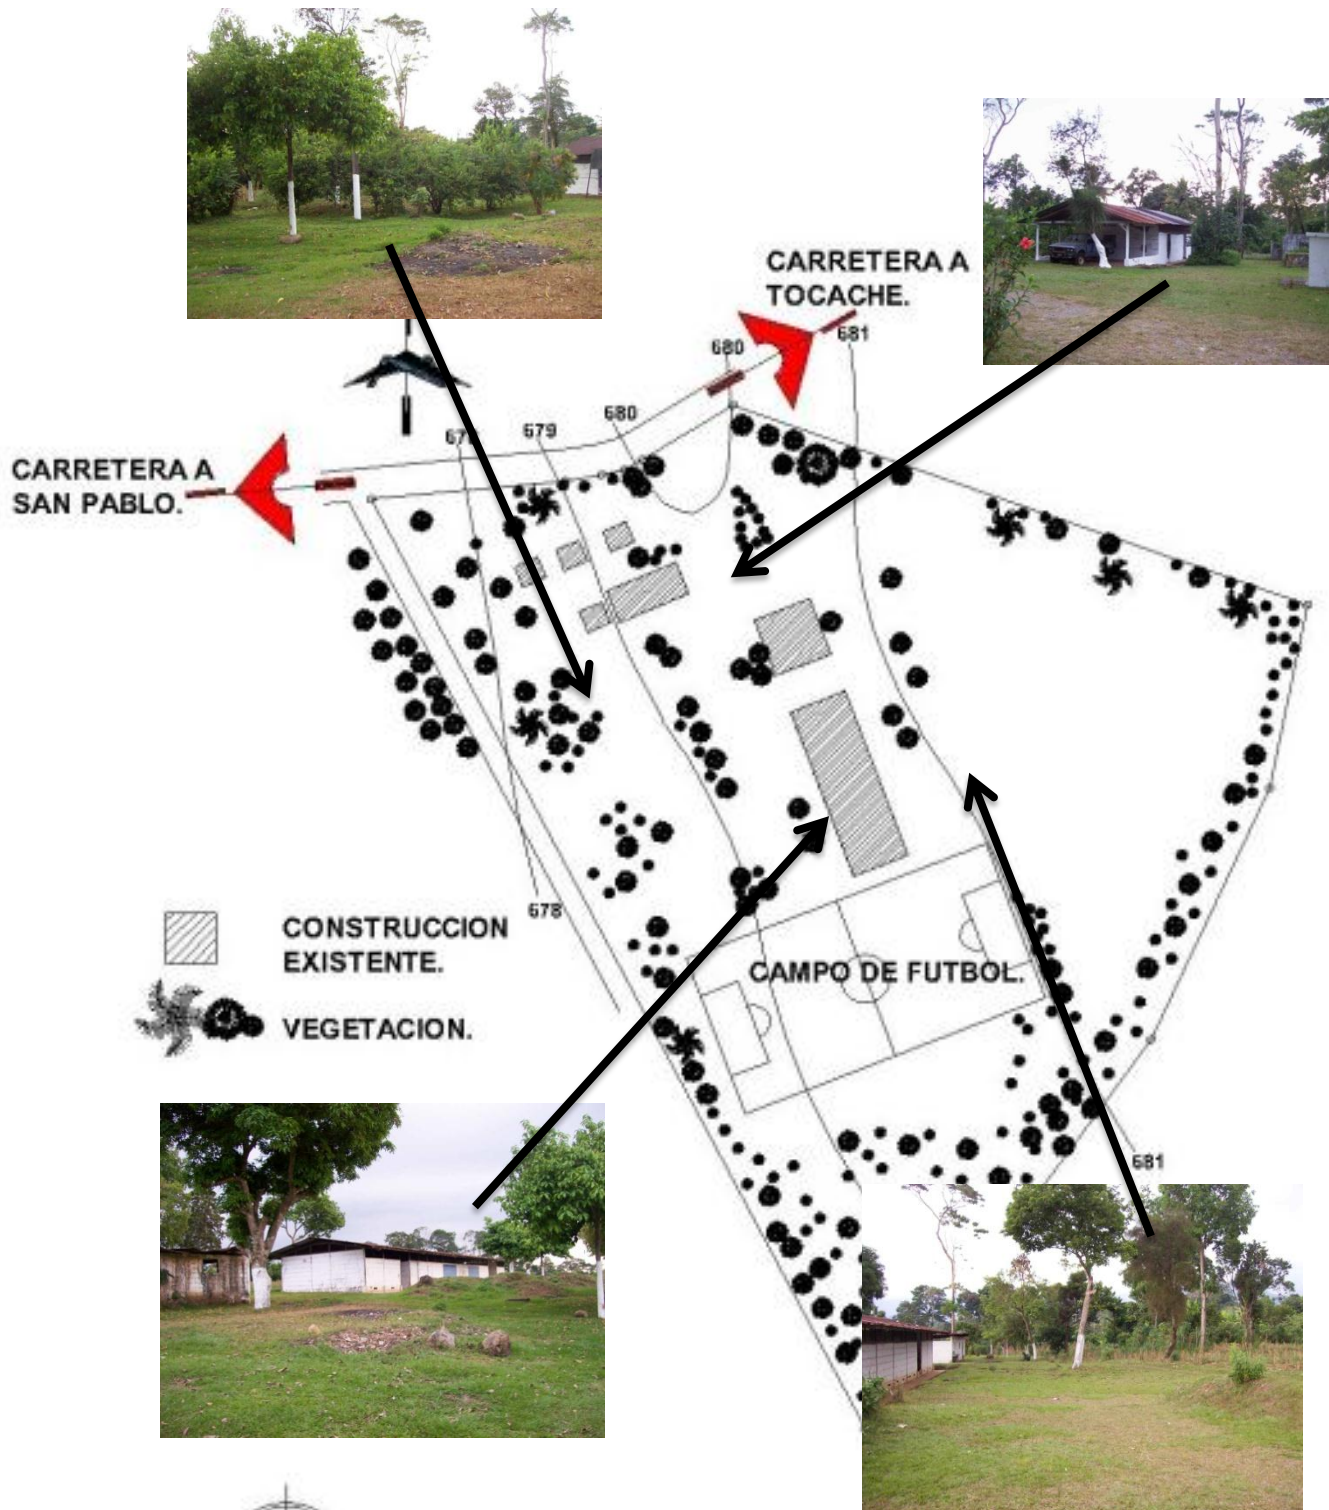 CARRETERA A
TOCACHE.
681
680
680
679
CARRETERA A
SAN PABLO.
678
CONSTRUCCION
EXISTENTE.
CAMPO DE FUTBOL.
VEGETACION.
681